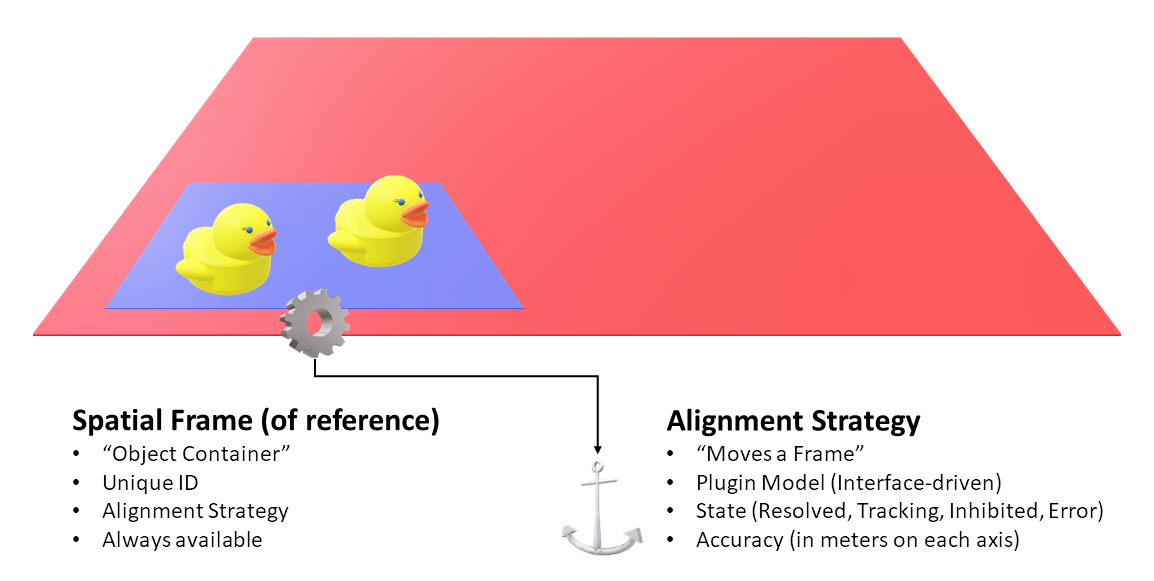 Spatial Frame (of reference)
• “Object Container”
• Unique ID
• Alignment Strategy
• Always available
Alignment Strategy
• “Moves a Frame”
• Plugin Model (Interface-driven)
• State (Resolved, Tracking, Inhibited, Error)
• Accuracy (in meters on each axis)